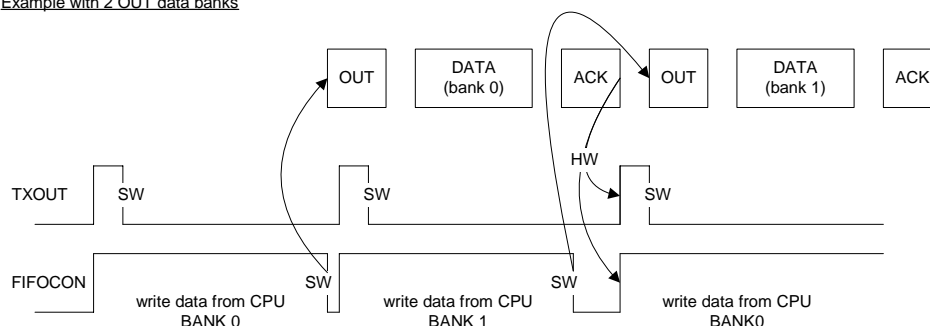 Example with 2 OUT data banks
OUT
DATA
(bank 0)
ACK
OUT
DATA
(bank 1)
ACK
HW
TXOUT
SW
SW
SW
FIFOCON
SW
SW
write data from CPU
BANK 0
write data from CPU
BANK 1
write data from CPU
BANK0